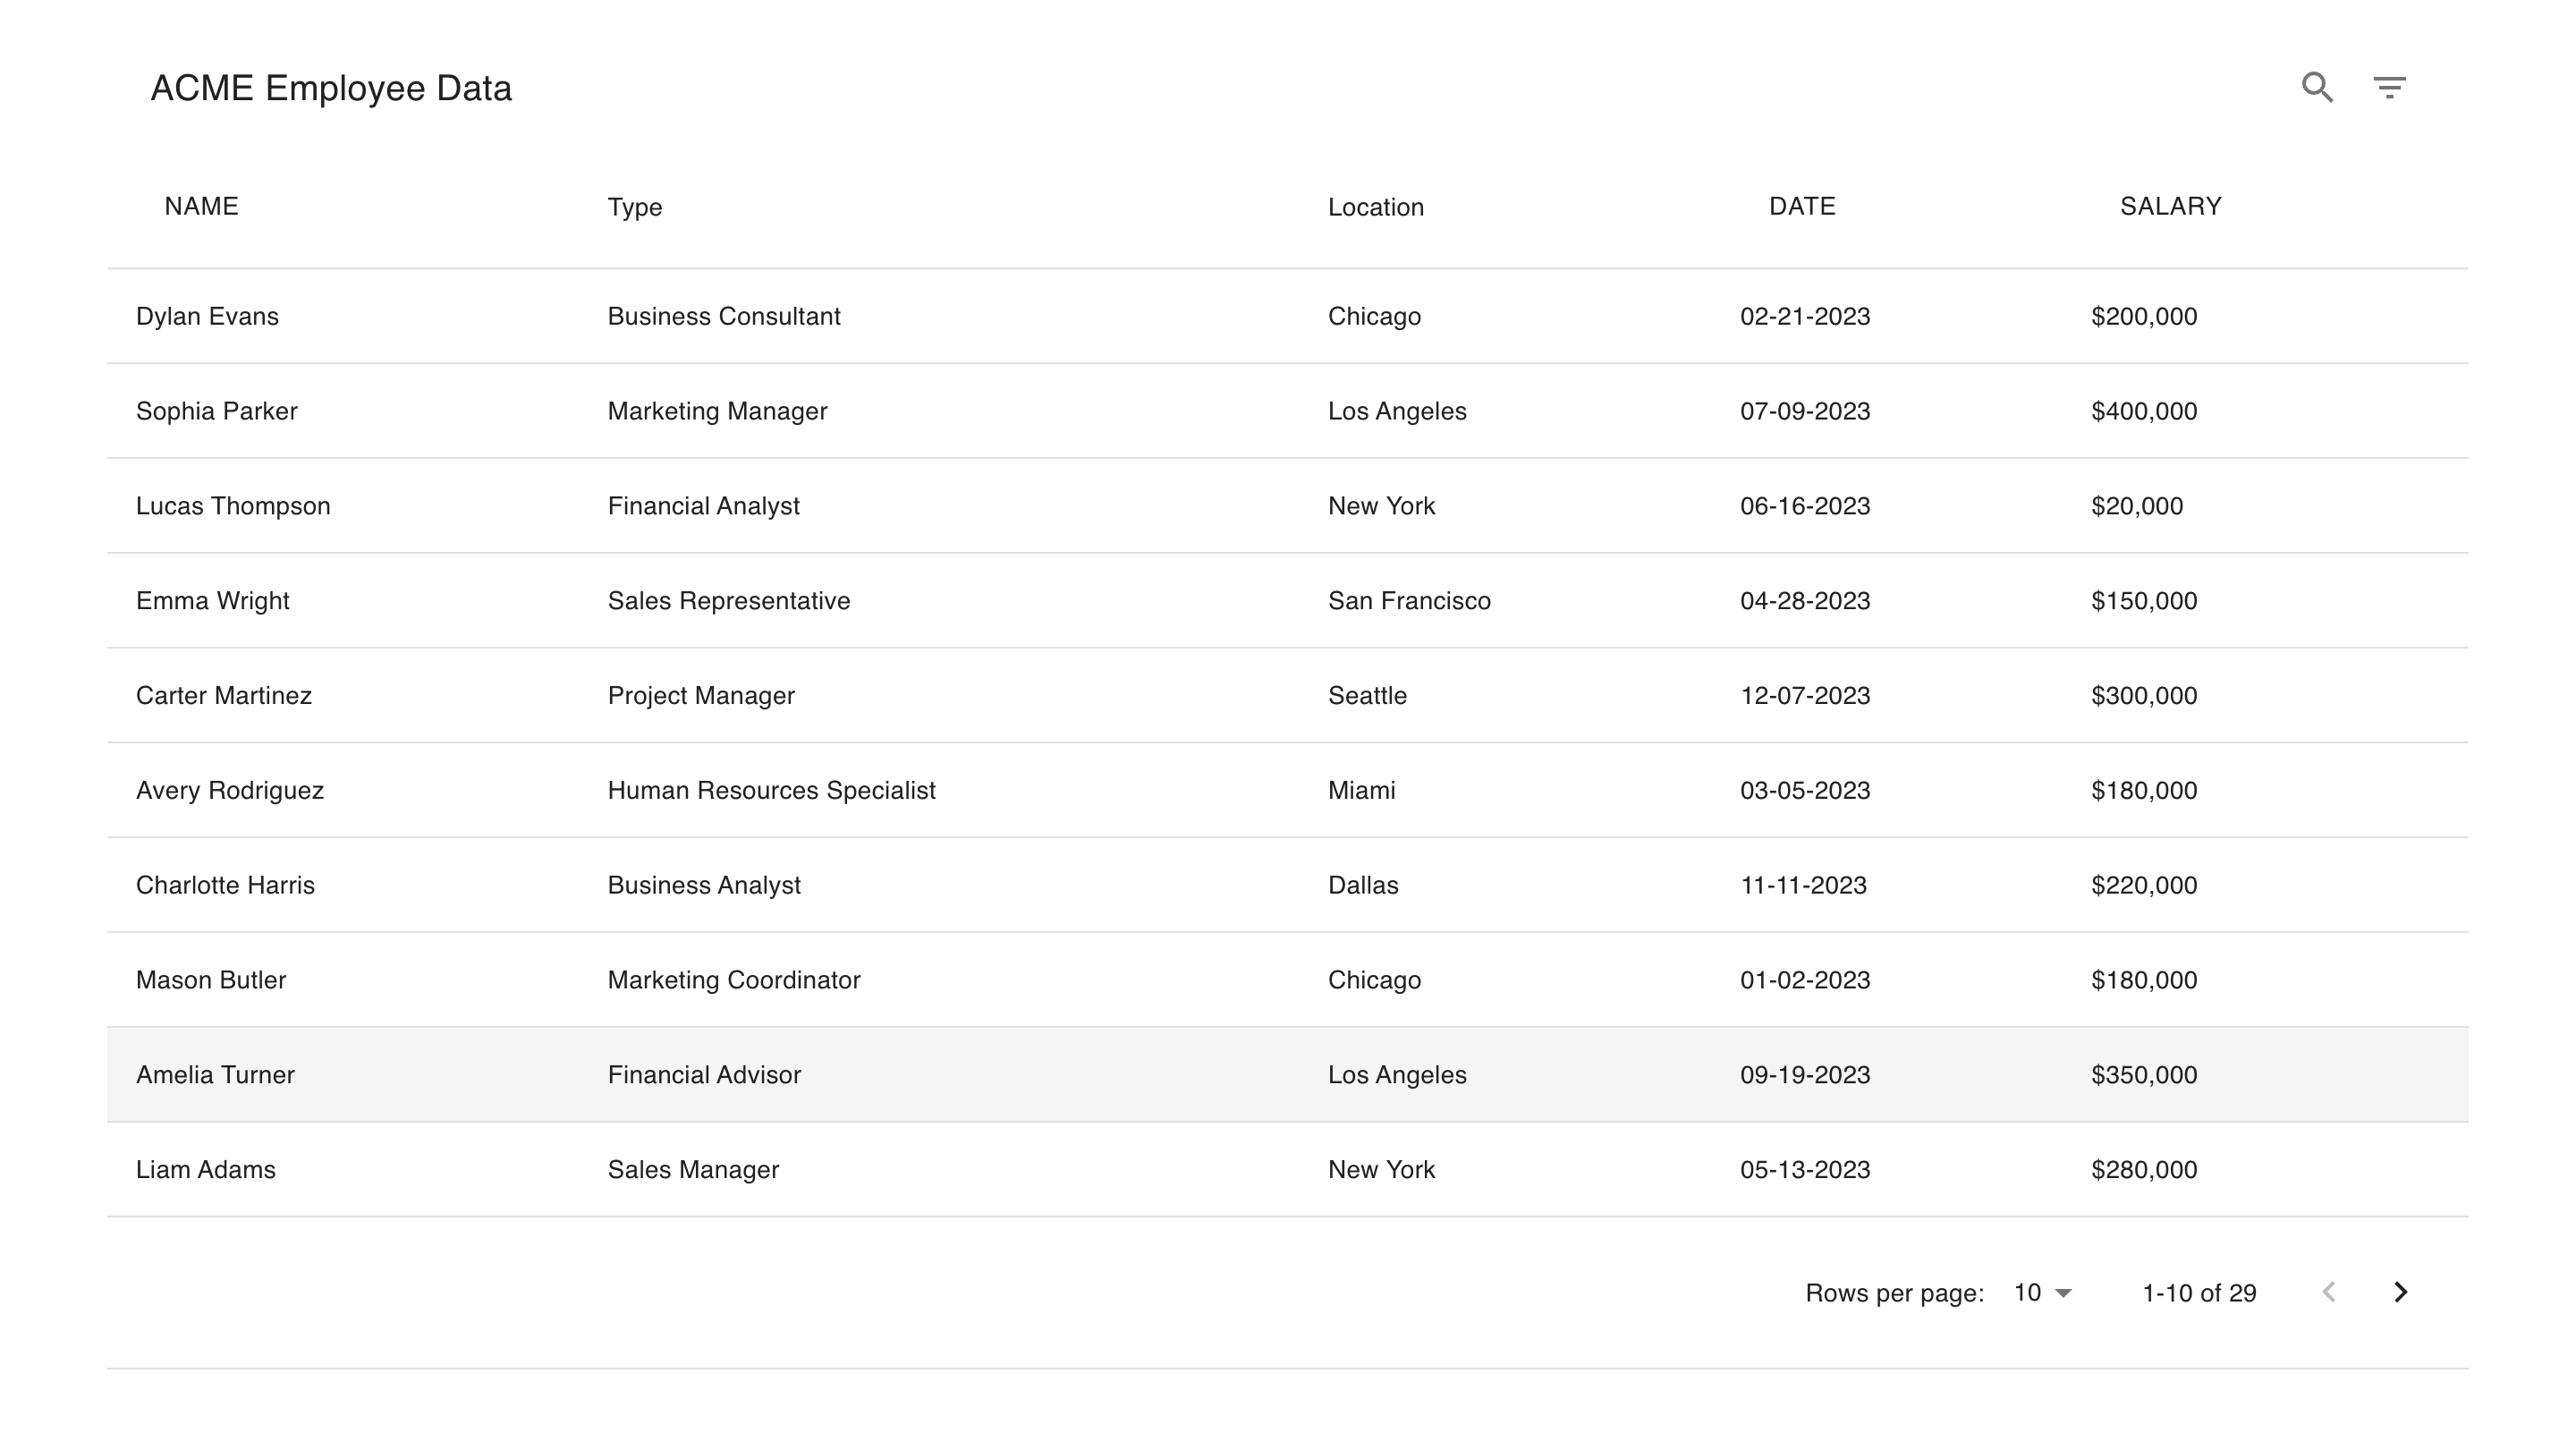 ACME Employee Data
NAME Type Location DATE SALARY
Dylan Evans Business Consultant Chicago 02-21-2023 $200,000
Sophia Parker Marketing Manager Los Angeles 07-09-2023 $400,000
Lucas Thompson Financial Analyst New York 06-16-2023 $20,000
Emma Wright Sales Representative San Francisco 04-28-2023 $150,000
Carter Martinez Project Manager Seattle 12-07-2023 $300,000
Avery Rodriguez Human Resources Specialist Miami 03-05-2023 $180,000
Charlotte Harris Business Analyst Dallas 11-11-2023 $220,000
Mason Butler Marketing Coordinator Chicago 01-02-2023 $180,000
Amelia Turner Financial Advisor Los Angeles 09-19-2023 $350,000
Liam Adams Sales Manager New York 05-13-2023 $280,000
Rows per page: 10 1-10 of 29